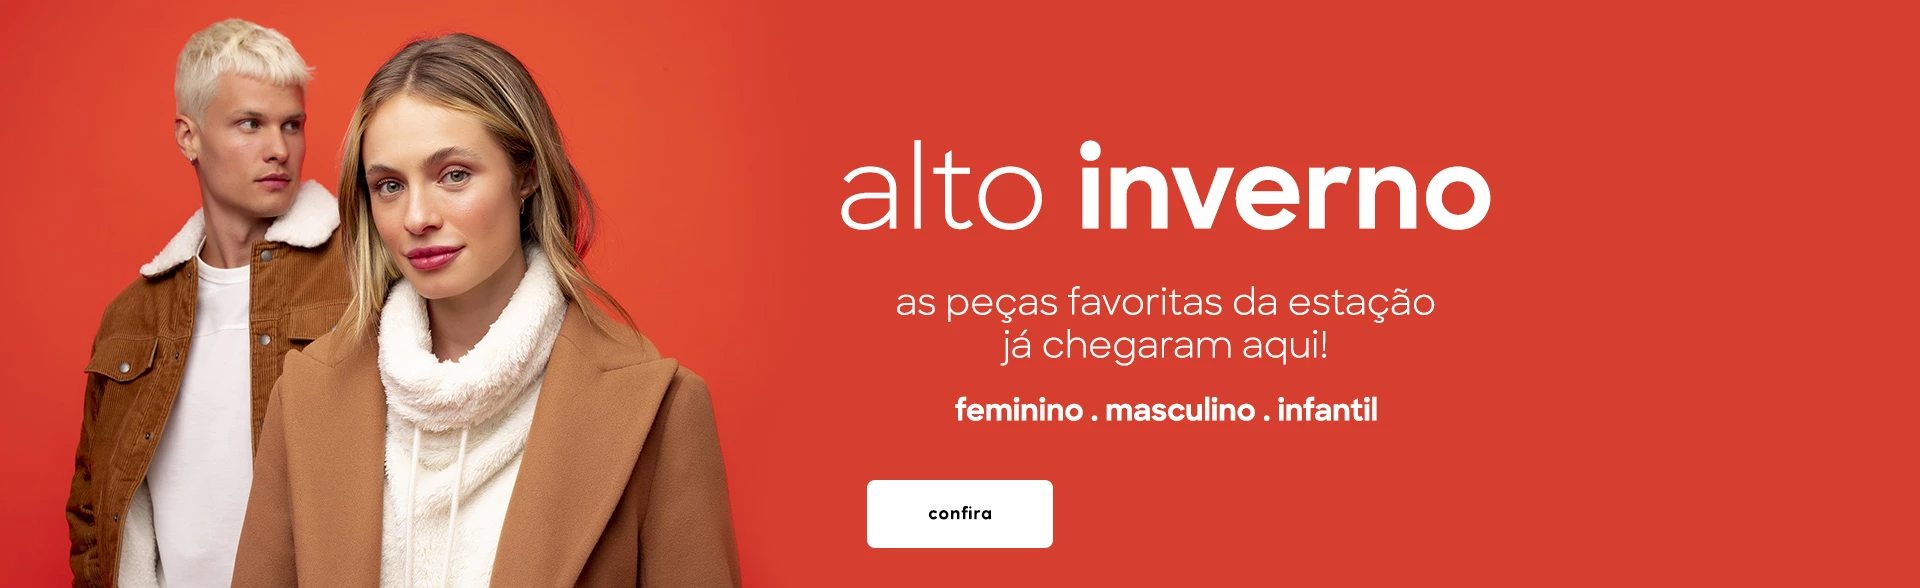 alto inverno
as peças favoritas da estação
já chegaram aqui!
feminino . masculino . infantil
confira